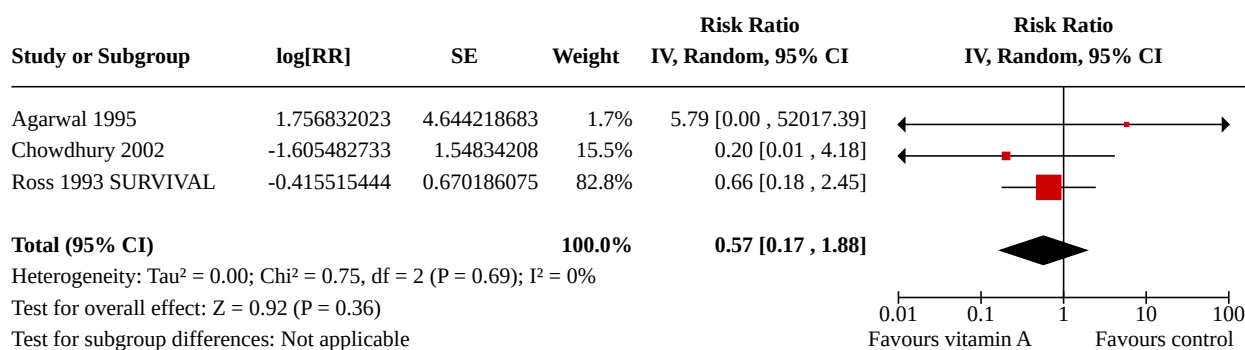 Risk Ratio Risk Ratio
Study or Subgroup log[RR] SE Weight IV, Random, 95% CI IV, Random, 95% CI
Agarwal 1995 1.756832023 4.644218683 1.7% 5.79 [0.00 , 52017.39]
Chowdhury 2002 -1.605482733 1.54834208 15.5% 0.20 [0.01 , 4.18]
Ross 1993 SURVIVAL -0.415515444 0.670186075 82.8% 0.66 [0.18 , 2.45]
Total (95% CI) 100.0% 0.57 [0.17 , 1.88]
Heterogeneity: Tau² = 0.00; Chi² = 0.75, df = 2 (P = 0.69); I² = 0%
Test for overall effect: Z = 0.92 (P = 0.36)
0.01 0.1 1 10 100
Test for subgroup differences: Not applicable Favours vitamin A Favours control